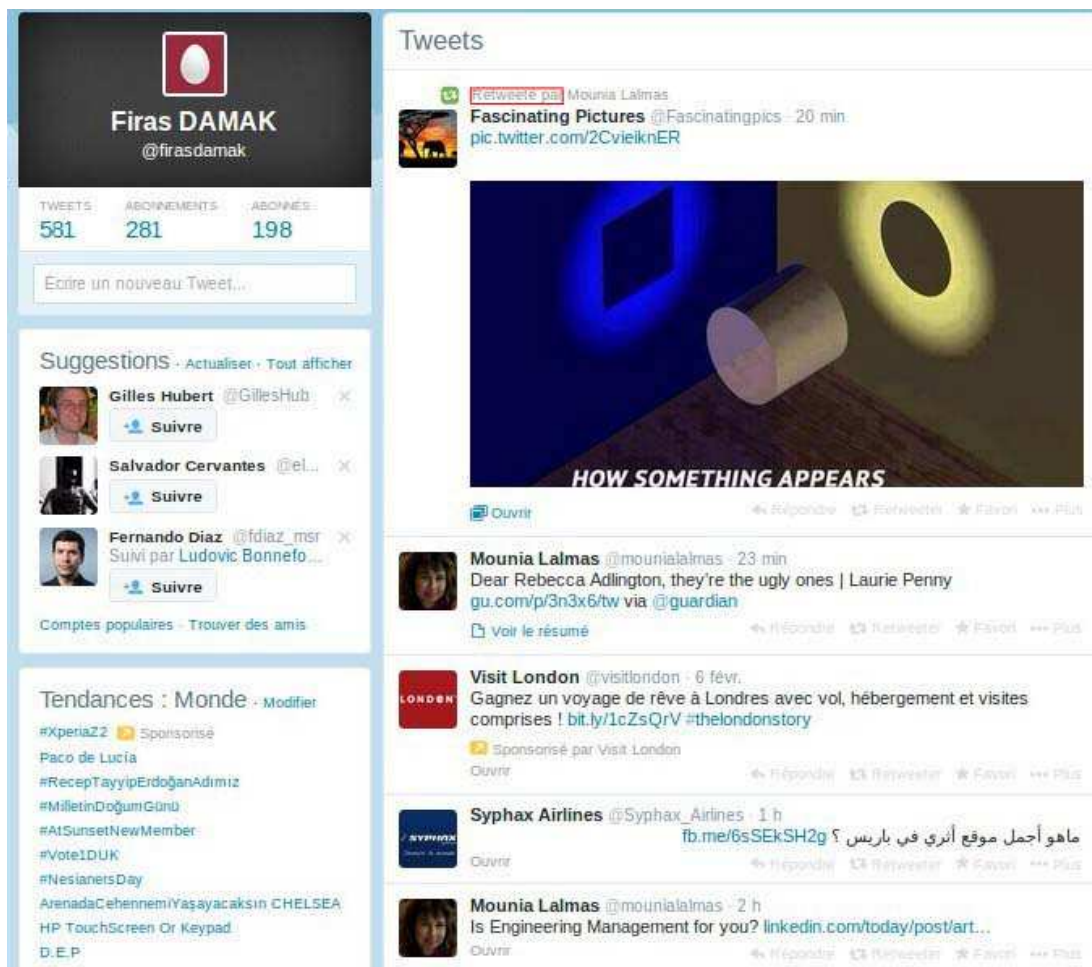 Firas DAMAK
@firasdamak
TWEETS ABONNEMENTS ABONNÉS
581 281 198
Ecrire un nouveau Tweet...
Suggestions · Actualiser · Tout afficher
Gilles Hubert @GillesHub
Suivre
Salvador Cervantes @el...
Suivre
Fernando Diaz @fdiaz_msr
Suivi par Ludovic Bonnefo...
Suivre
Comptes populaires · Trouver des amis
Tendances : Monde · Modifier
#XperiaZ2 Sponsorisé
Paco de Lucía
#RecepTayyipErdoğanAdımız
#MilletinDoğumGünü
#AtSunsetNewMember
#Vote1DUK
#NesianersDay
ArenadaCehennemiYaşayacaksın CHELSEA
HP TouchScreen Or Keypad
D.E.P
Tweets
Retweeté par Mounia Lalmas
Fascinating Pictures @Fascinatingpics · 20 min
pic.twitter.com/2CvieiknER
HOW SOMETHING APPEARS
Ouvrir Répondre Retweeter Favori Plus
Mounia Lalmas @mounialalmas · 23 min
Dear Rebecca Adlington, they're the ugly ones | Laurie Penny
gu.com/p/3n3x6/tw via @guardian
Voir le résumé Répondre Retweeter Favori Plus
LONDON
Visit London @visitlondon · 6 févr.
Gagnez un voyage de rêve à Londres avec vol, hébergement et visites
comprises ! bit.ly/1cZsQrV #thelondonstory
Sponsorisé par Visit London
Ouvrir Répondre Retweeter Favori Plus
SYPHAX
Syphax Airlines @Syphax_Airlines · 1 h
ماهو أجمل موقع أثري في باريس ؟ fb.me/6sSEkSH2g
Ouvrir Répondre Retweeter Favori Plus
Mounia Lalmas @mounialalmas · 2 h
Is Engineering Management for you? linkedin.com/today/post/art...
Ouvrir Répondre Retweeter Favori Plus